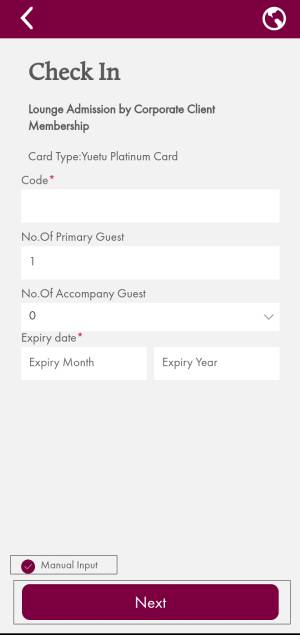 Check In
Lounge Admission by Corporate Client
Membership
Card Type:Yuetu Platinum Card
Code*
No.Of Primary Guest
1
No.Of Accompany Guest
0
Expiry date*
Expiry Month
Expiry Year
Manual Input
Next